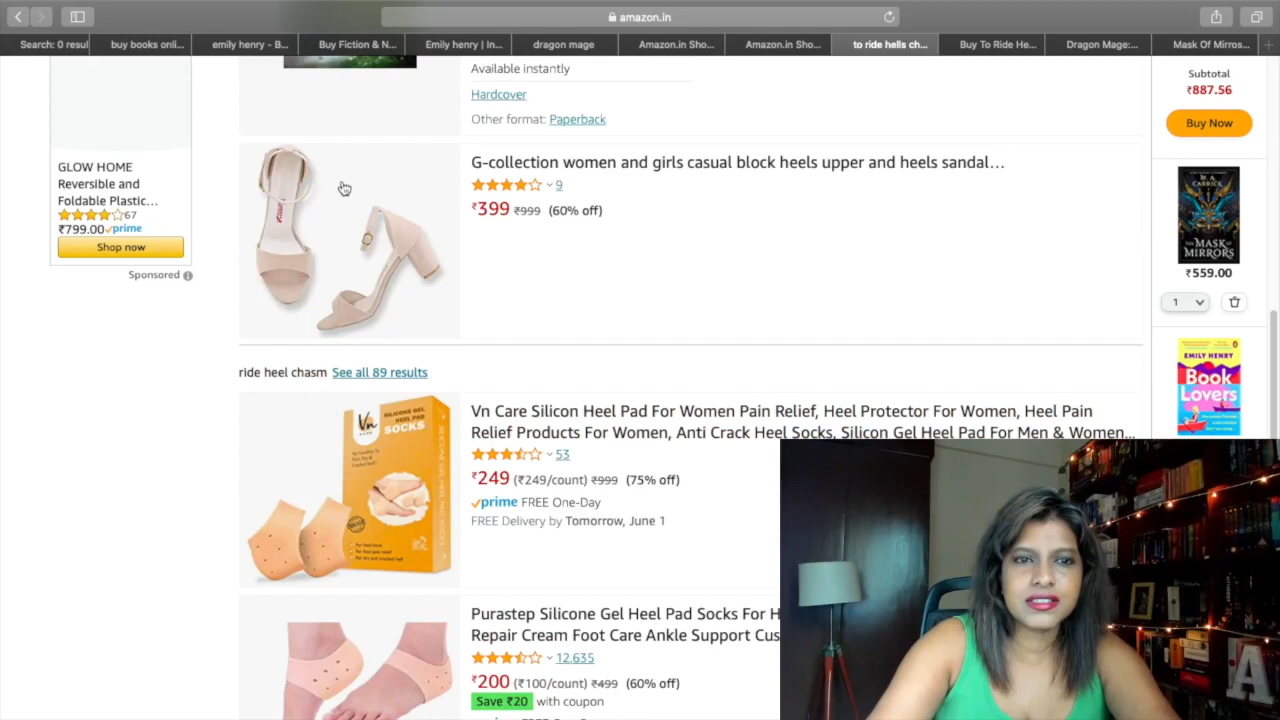 amazon.in
Search: 0 resul
buy books onli...
emily henry - B...
Buy Fiction & N...
Emily henry | In...
dragon mage
Amazon.in Sho...
Amazon.in Sho...
to ride hells ch...
Buy To Ride He...
Dragon Mage:...
Mask Of Mirros...
GLOW HOME
Reversible and
Foldable Plastic...
67
₹799.00 prime
Shop now
Sponsored
Available instantly
Hardcover
Other format: Paperback
G-collection women and girls casual block heels upper and heels sandal...
9
₹399 ₹999 (60% off)
ride heel chasm See all 89 results
Vn
CARE
SILICONE GEL
HEEL PAD
SOCKS
Vn Care Silicon Heel Pad For Women Pain Relief, Heel Protector For Women, Heel Pain
Relief Products For Women, Anti Crack Heel Socks, Silicon Gel Heel Pad For Men & Women...
53
₹249 (₹249/count) ₹999 (75% off)
prime FREE One-Day
FREE Delivery by Tomorrow, June 1
Purastep Silicone Gel Heel Pad Socks For H
Repair Cream Foot Care Ankle Support Cus
12,635
₹200 (₹100/count) ₹499 (60% off)
Save ₹20 with coupon
Subtotal
₹887.56
Buy Now
M. A.
CARRICK
THE MASK
OF
MIRRORS
₹559.00
1
EMILY HENRY
Book
Lovers
A